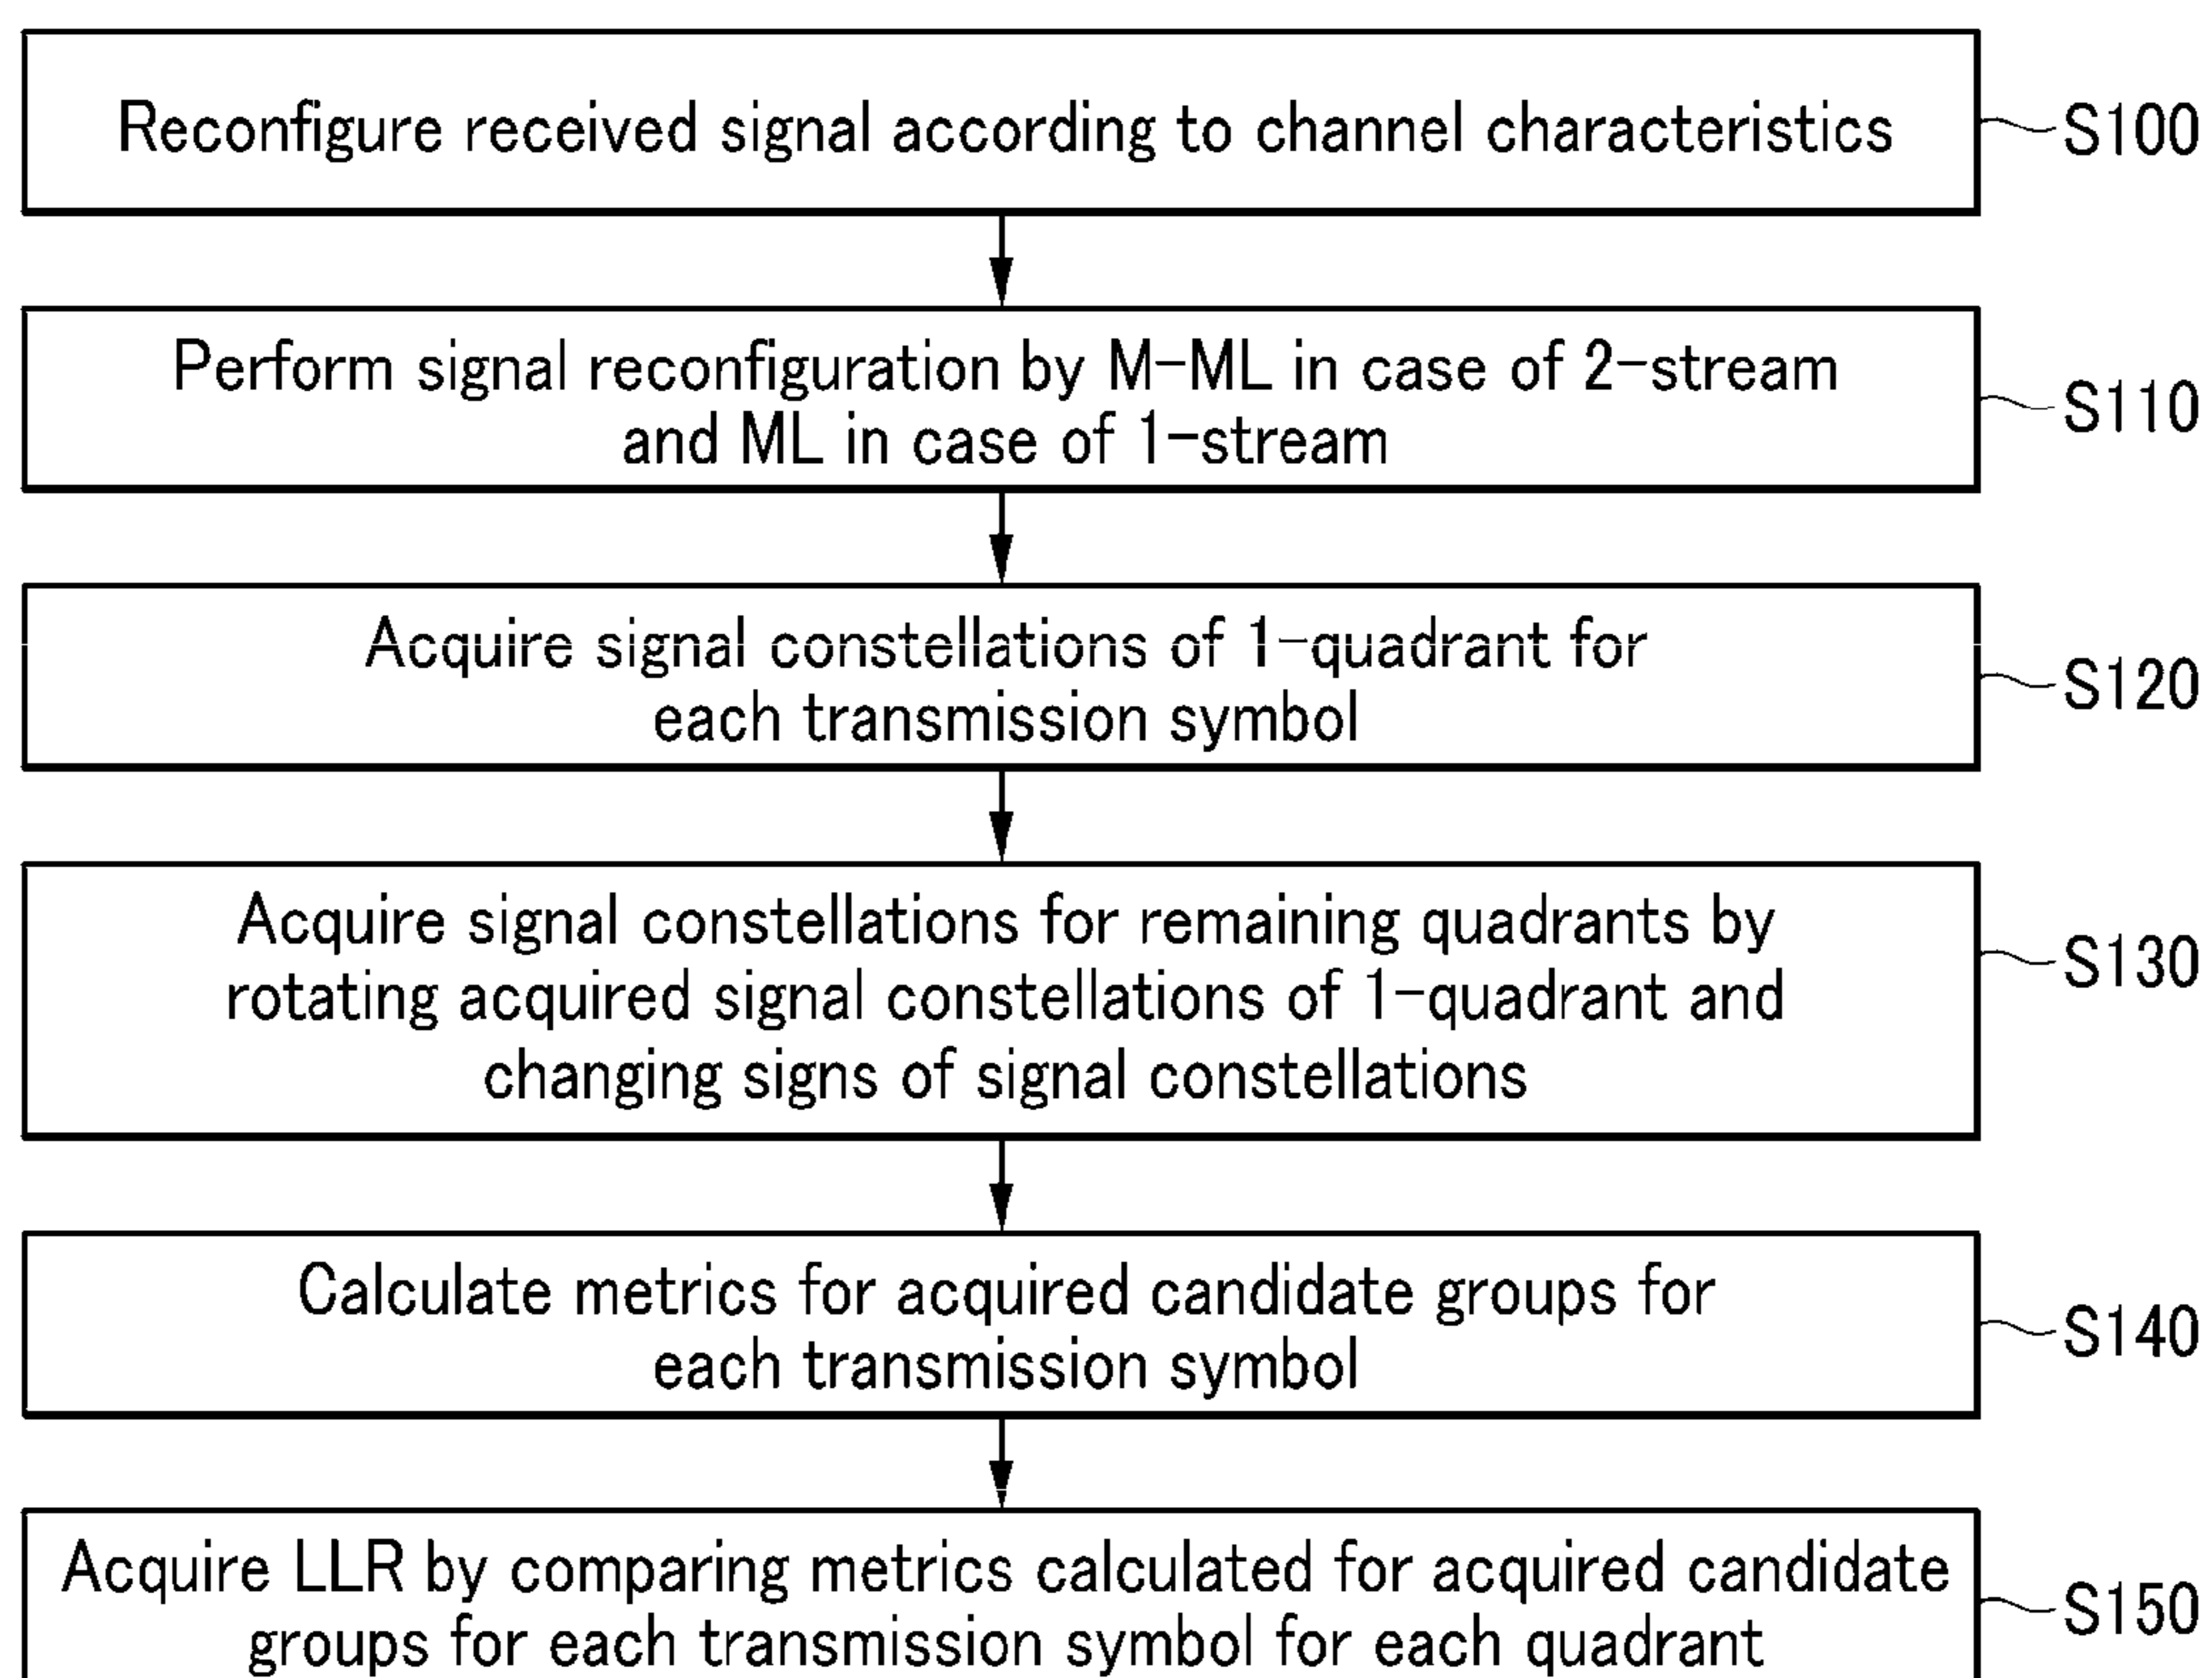 Reconfigure received signal according to channel characteristics
S100
Perform signal reconfiguration by M-ML in case of 2-stream
and ML in case of 1-stream
S110
Acquire signal constellations of 1-quadrant for
each transmission symbol
S120
Acquire signal constellations for remaining quadrants by
rotating acquired signal constellations of 1-quadrant and
changing signs of signal constellations
S130
Calculate metrics for acquired candidate groups for
each transmission symbol
S140
Acquire LLR by comparing metrics calculated for acquired candidate
groups for each transmission symbol for each quadrant
S150